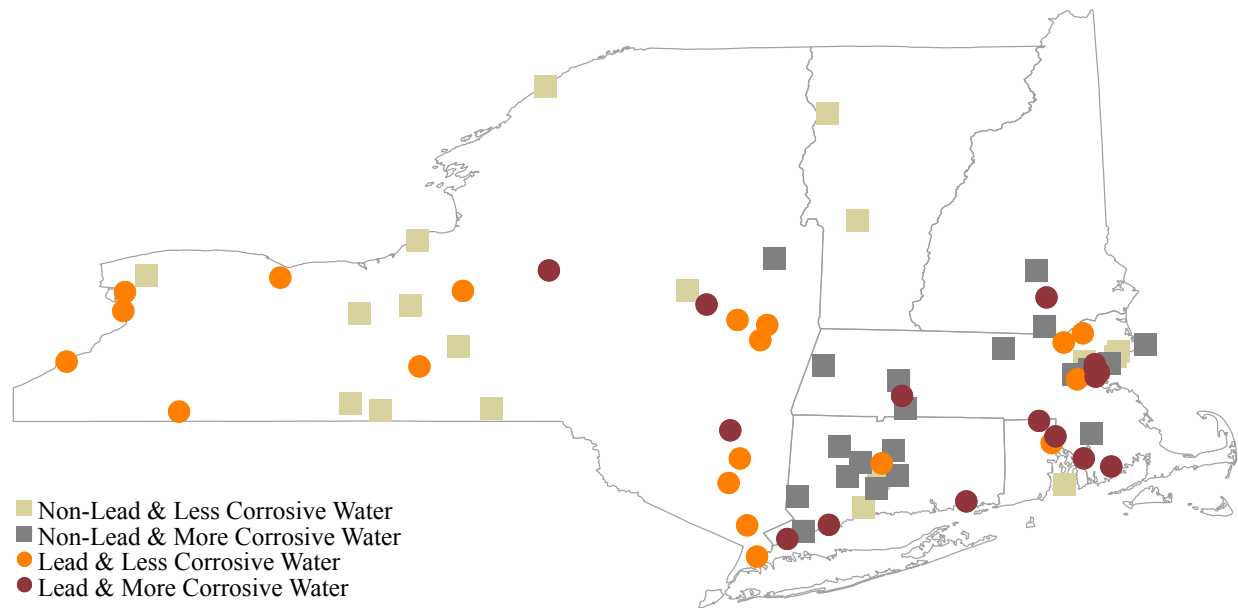 Non-Lead & Less Corrosive Water
Non-Lead & More Corrosive Water
Lead & Less Corrosive Water
Lead & More Corrosive Water